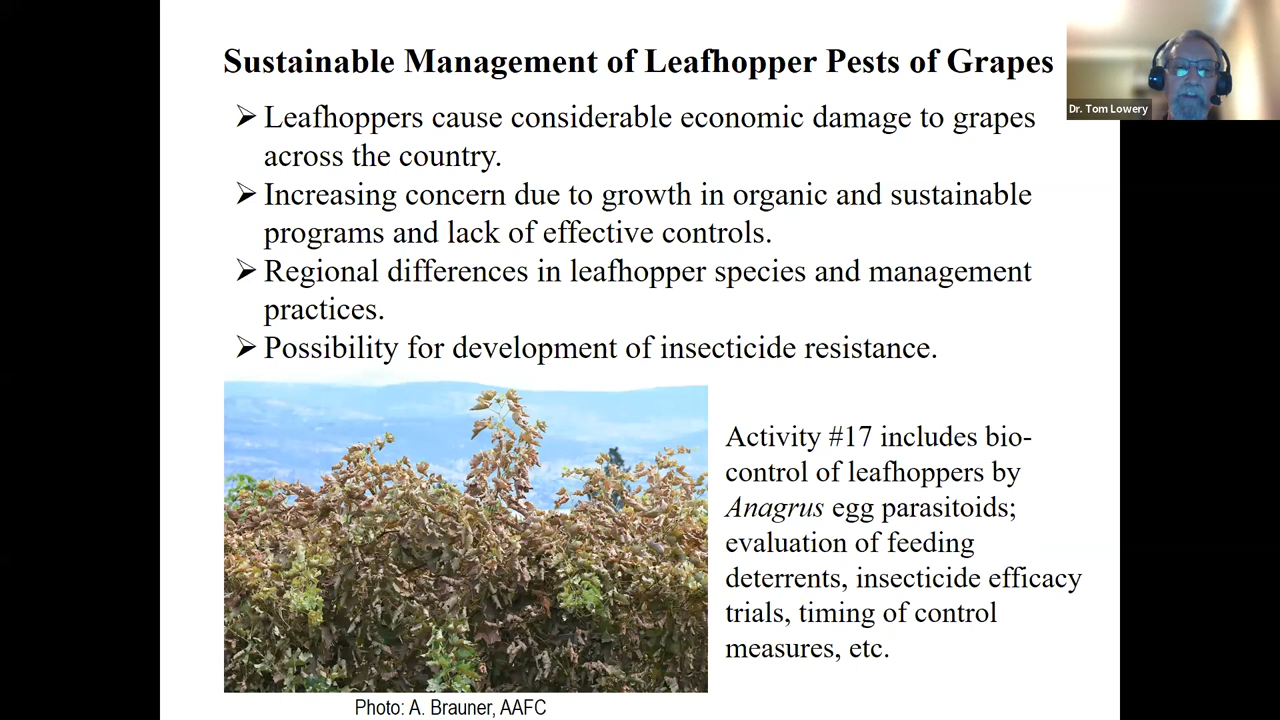 Sustainable Management of Leafhopper Pests of Grapes
Dr. Tom Lowery
➢ Leafhoppers cause considerable economic damage to grapes
across the country.
➢ Increasing concern due to growth in organic and sustainable
programs and lack of effective controls.
➢ Regional differences in leafhopper species and management
practices.
➢ Possibility for development of insecticide resistance.
Activity #17 includes bio-
control of leafhoppers by
Anagrus egg parasitoids;
evaluation of feeding
deterrents, insecticide efficacy
trials, timing of control
measures, etc.
Photo: A. Brauner, AAFC